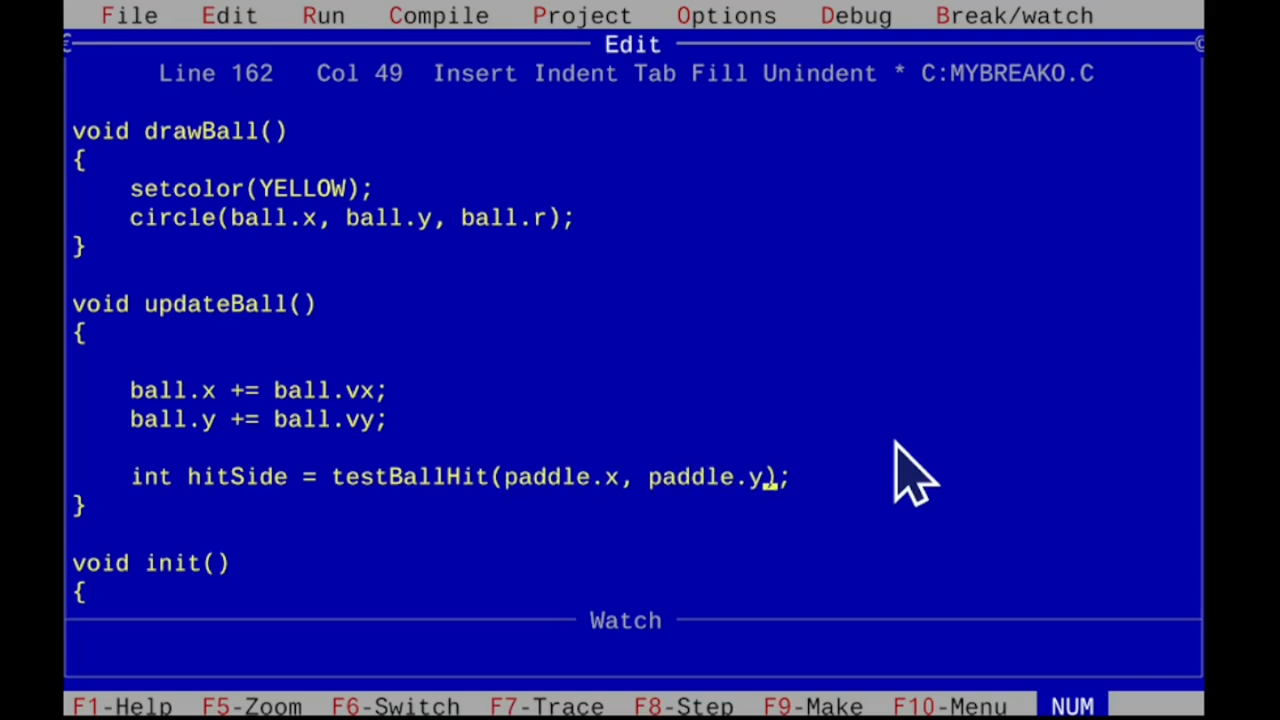 File Edit Run Compile Project Options Debug Break/watch
Edit
Line 162 Col 49 Insert Indent Tab Fill Unindent * C:MYBREAKO.C
void drawBall()
{
setcolor(YELLOW);
circle(ball.x, ball.y, ball.r);
}
void updateBall()
{
ball.x += ball.vx;
ball.y += ball.vy;
int hitSide = testBallHit(paddle.x, paddle.y);
}
void init()
{
Watch
F1-Help F5-Zoom F6-Switch F7-Trace F8-Step F9-Make F10-Menu NUM